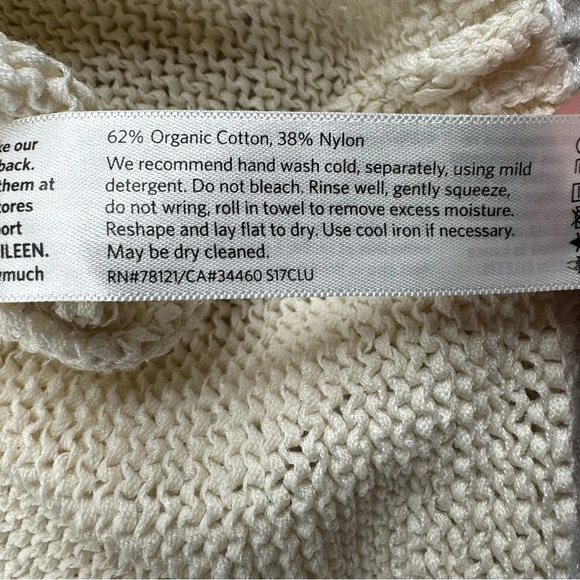 ke our
back.
them at
tores
ort
ILEEN.
ymuch
62% Organic Cotton, 38% Nylon
We recommend hand wash cold, separately, using mild
detergent. Do not bleach. Rinse well, gently squeeze,
do not wring, roll in towel to remove excess moisture.
Reshape and lay flat to dry. Use cool iron if necessary.
May be dry cleaned.
RN#78121/CA#34460 S17CLU